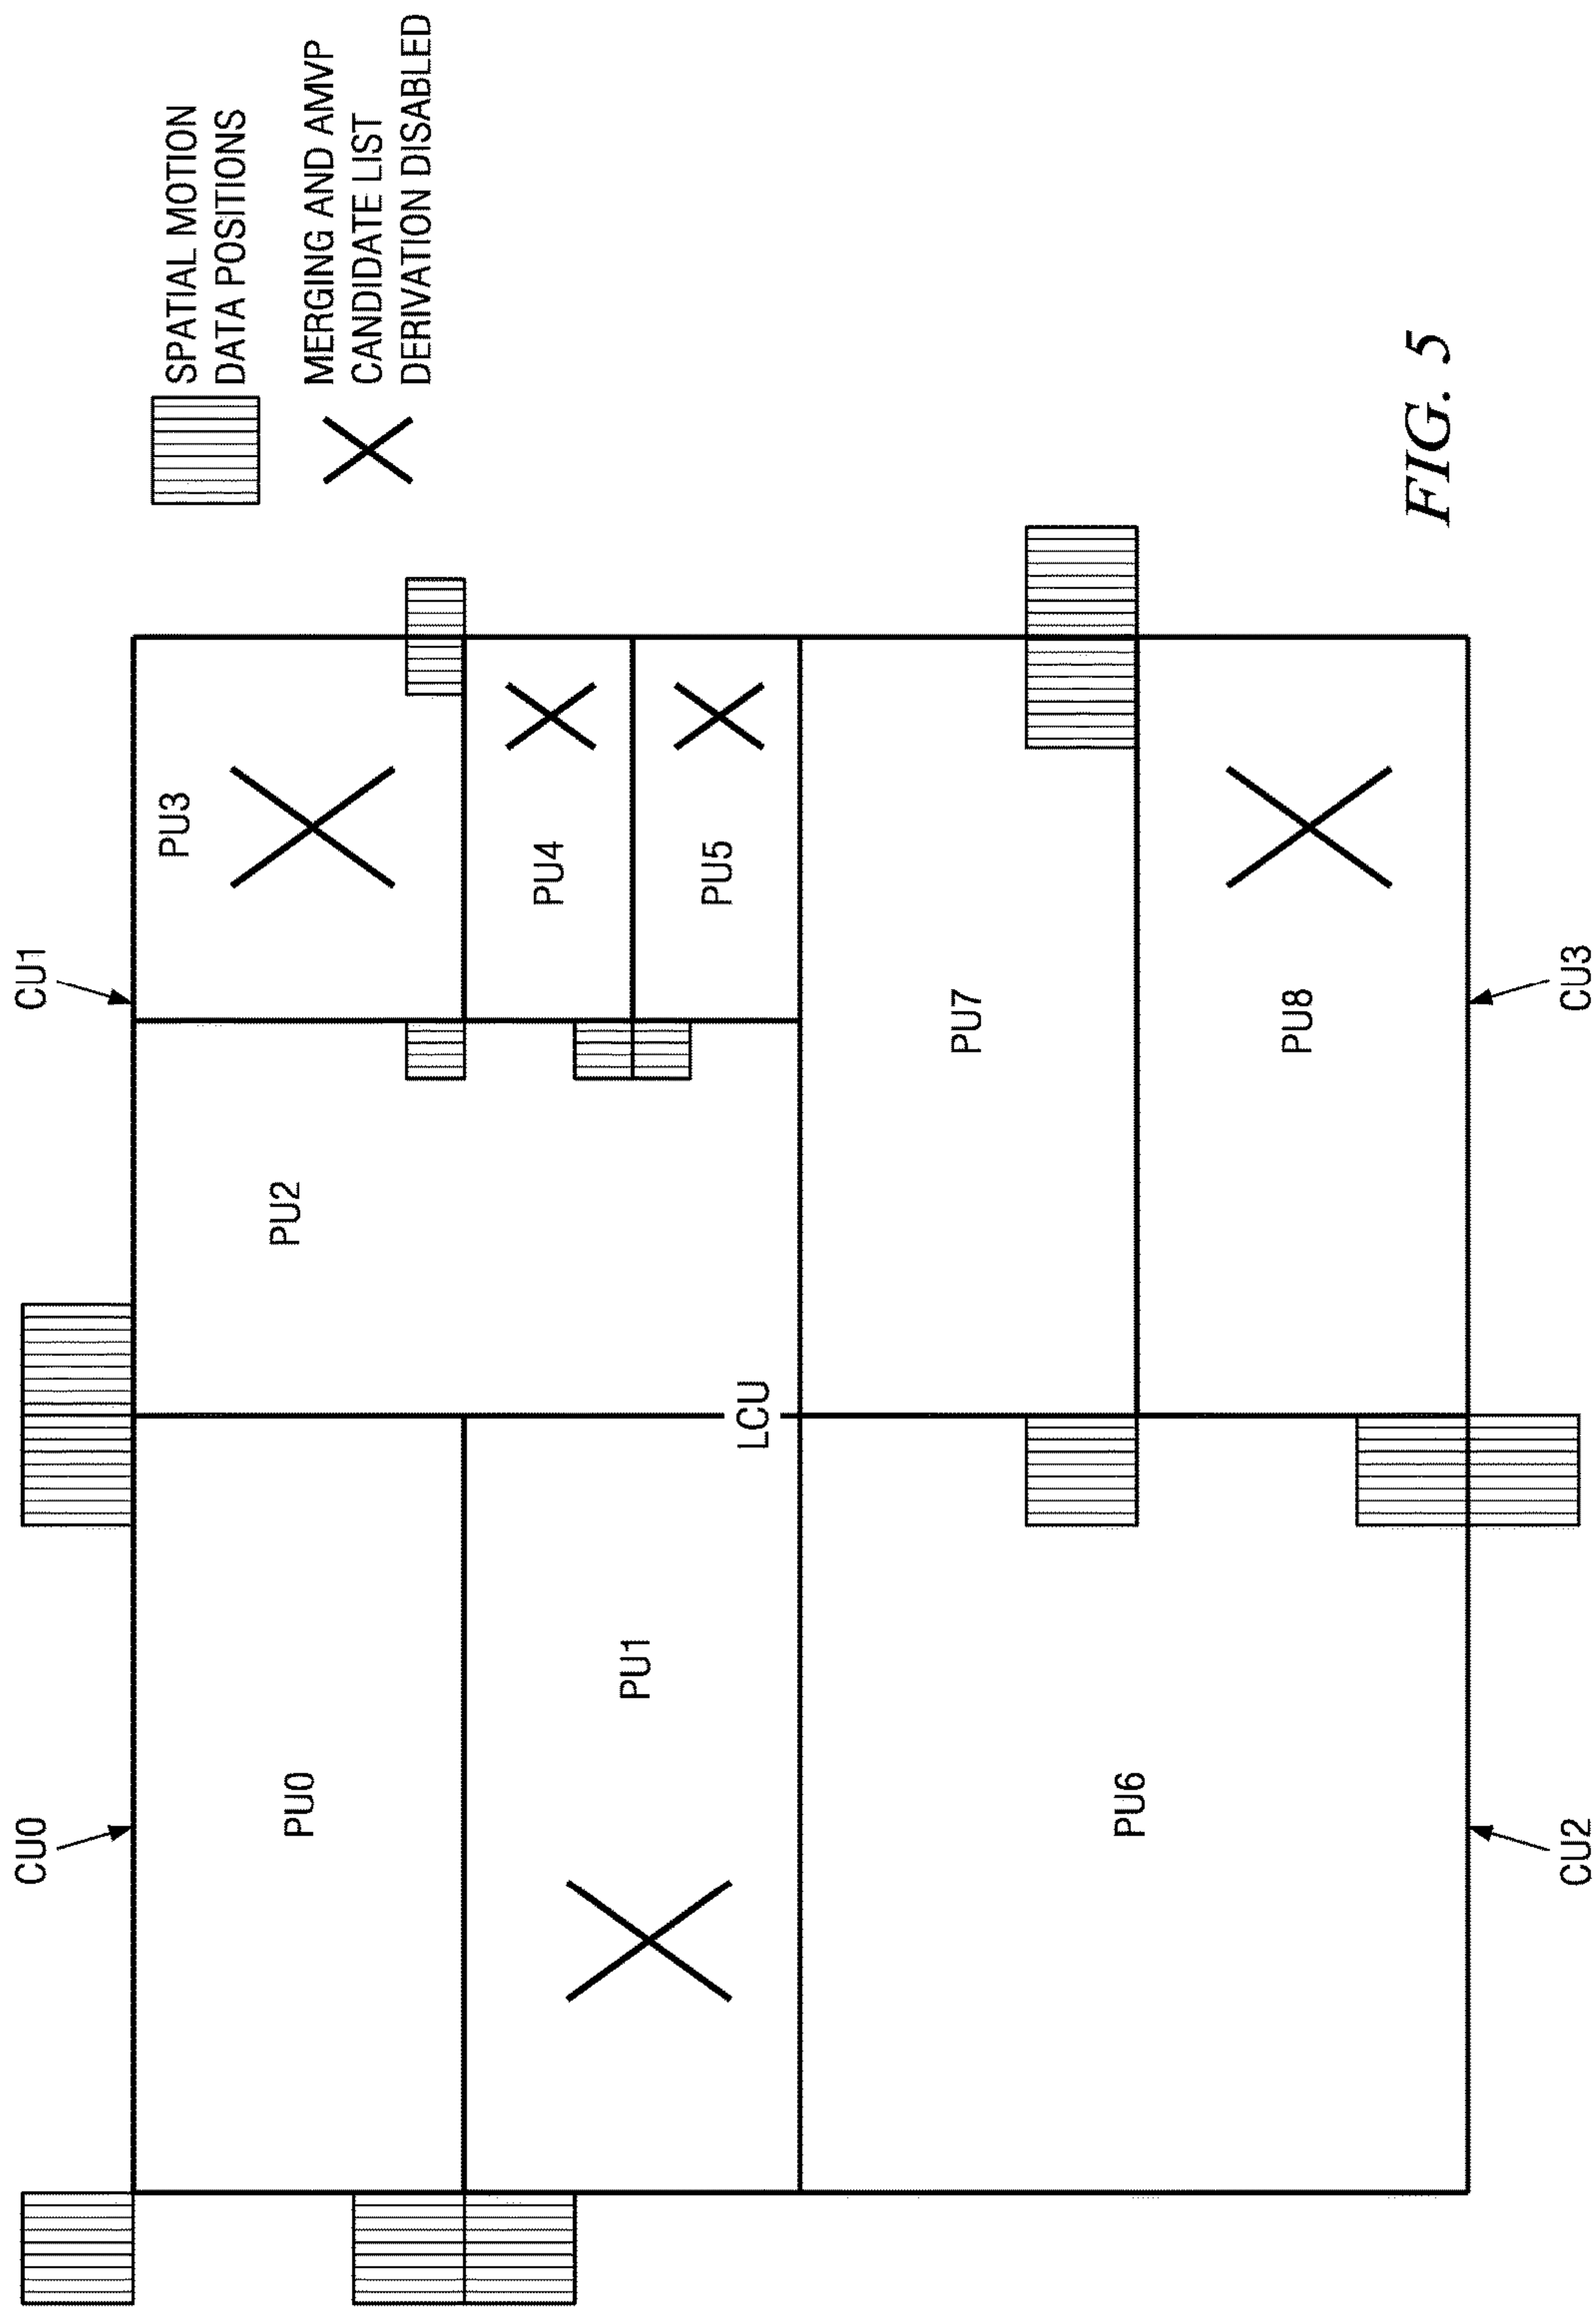 CU0
CU1
SPATIAL MOTION
DATA POSITIONS
MERGING AND AMVP
CANDIDATE LIST
DERIVATION DISABLED
PU0
PU2
PU3
PU1
PU4
PU5
LCU
PU6
PU7
PU8
CU2
CU3
FIG. 5